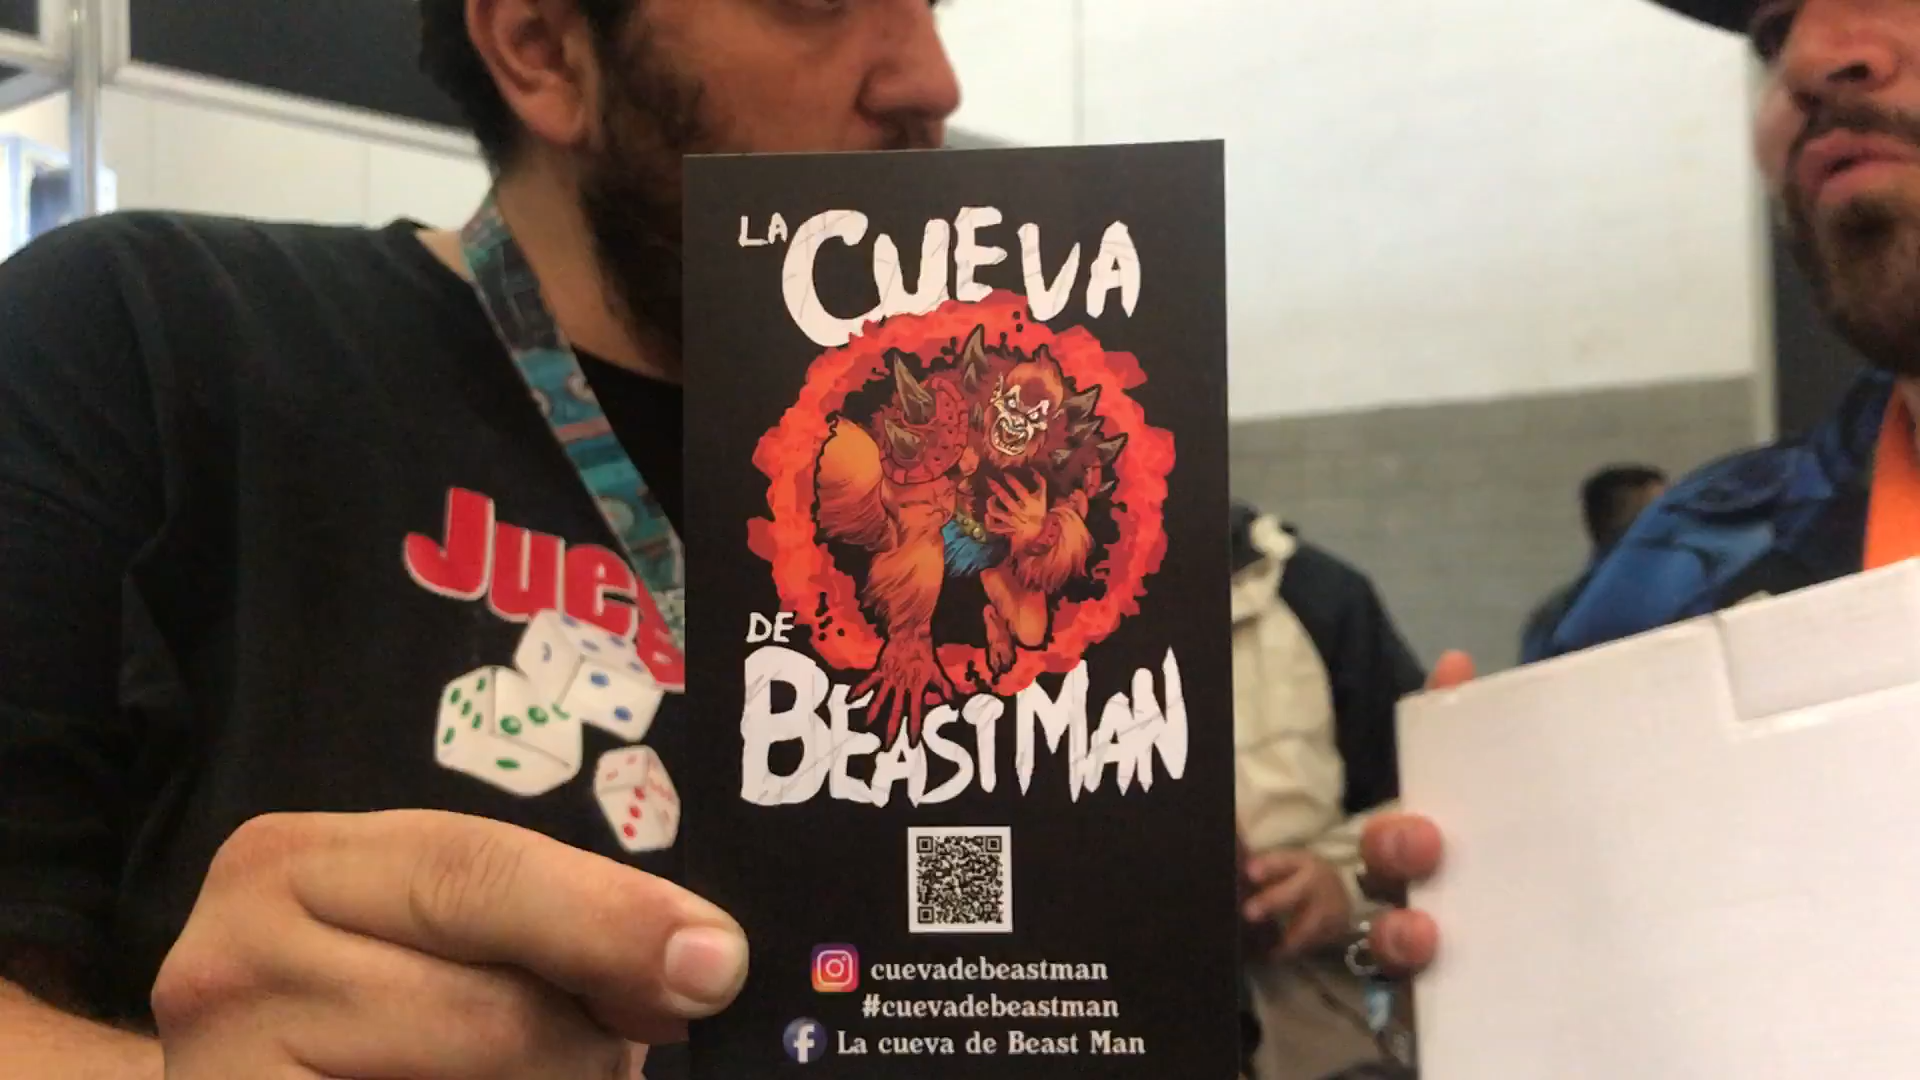 LA CUEVA
DE
BEASTMAN
cuevadebeastman
#cuevadebeastman
La cueva de Beast Man